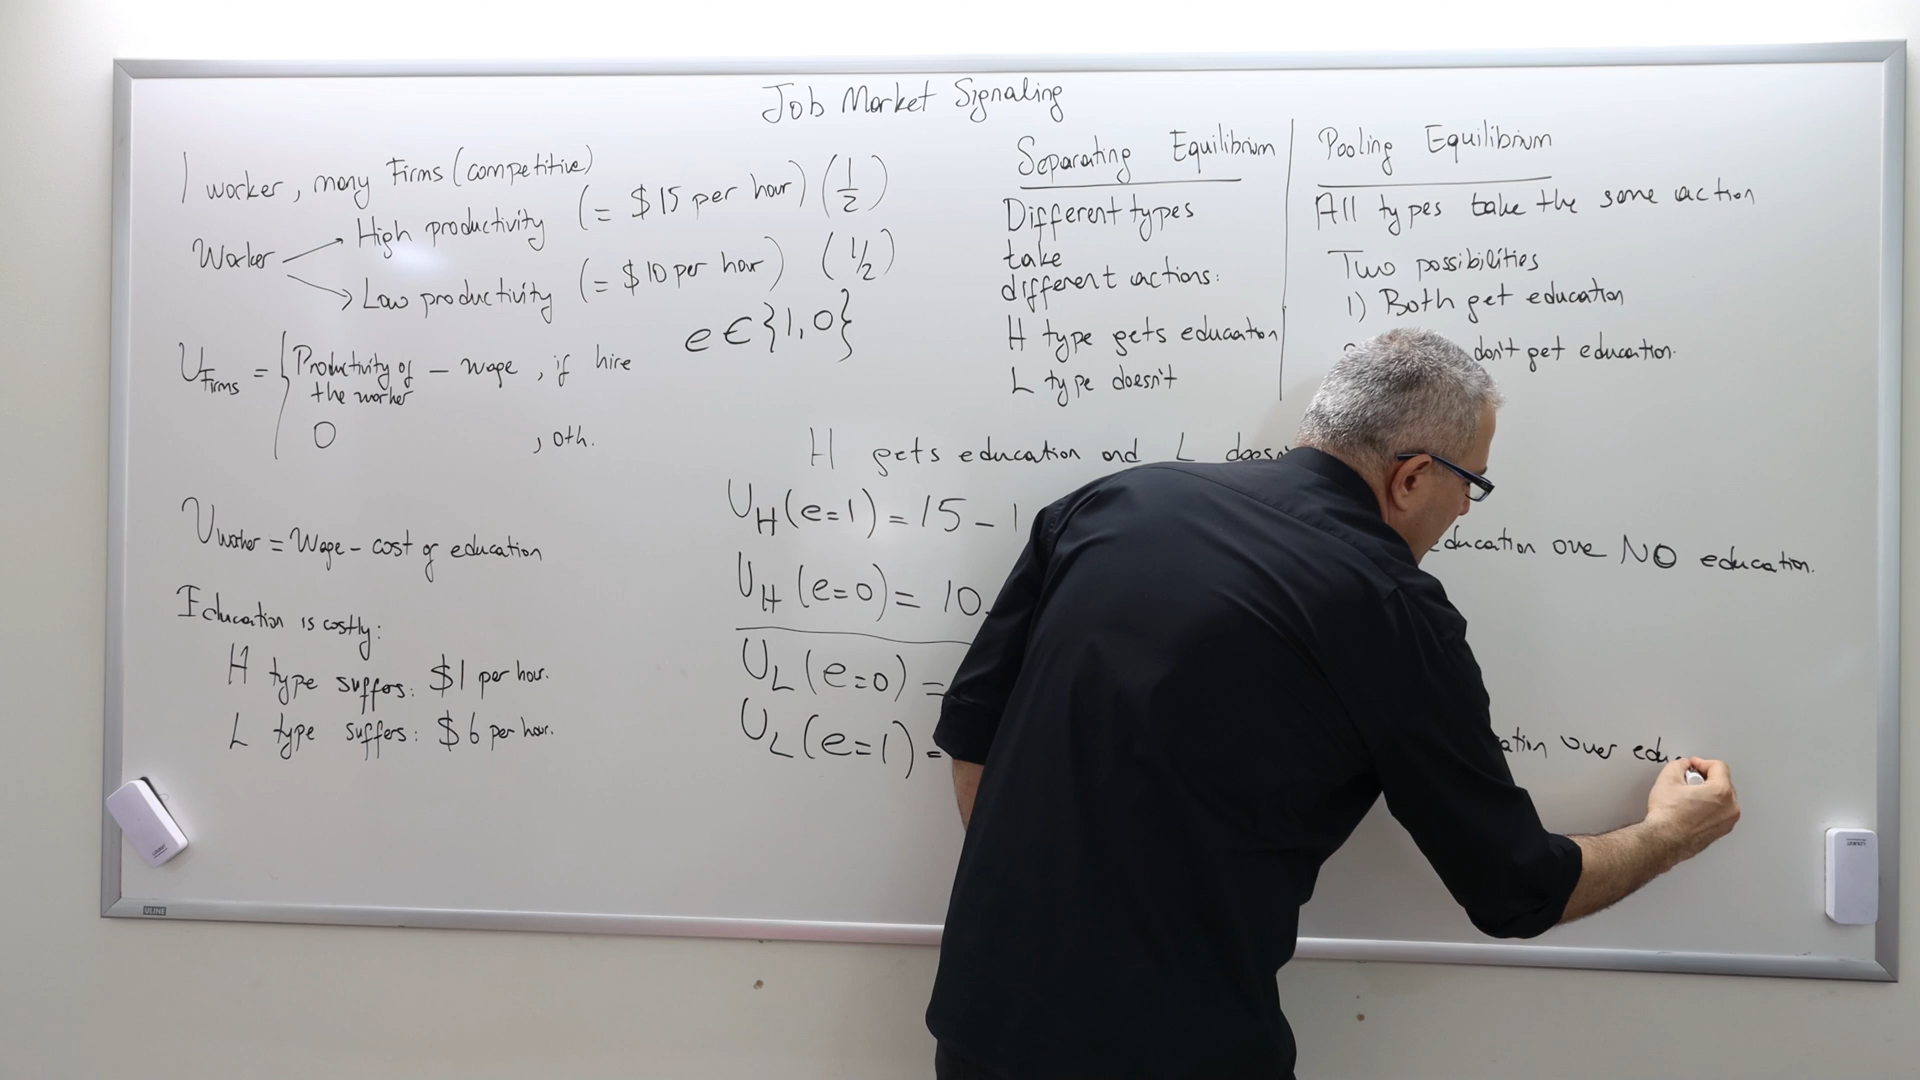 Job Market Signaling
1 worker, many Firms (competitive)
Worker
High productivity (= $15 per hour) (1/2)
Low productivity (= $10 per hour) (1/2)
e ∈ {1,0}
U Firms = { Productivity of the worker – wage, if hire
0 , oth.
U worker = Wage – cost of education
Education is costly:
H type suffers: $1 per hour.
L type suffers: $6 per hour.
Separating Equilibrium
Different types
take
different actions:
H type gets education
L type doesn't
Pooling Equilibrium
All types take the same action
Two possibilities
1) Both get education
don't get education.
H gets education and L
U_H(e=1) = 15 – 1
U_H(e=0) = 10
education over NO education.
U_L(e=0) =
U_L(e=1) =
over
ULINE